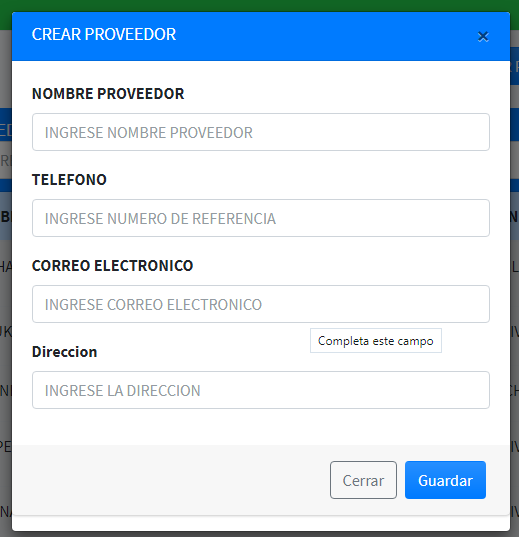 CREAR PROVEEDOR ×
NOMBRE PROVEEDOR
INGRESE NOMBRE PROVEEDOR
TELEFONO
INGRESE NUMERO DE REFERENCIA
CORREO ELECTRONICO
INGRESE CORREO ELECTRONICO
Completa este campo
Direccion
INGRESE LA DIRECCION
Cerrar Guardar